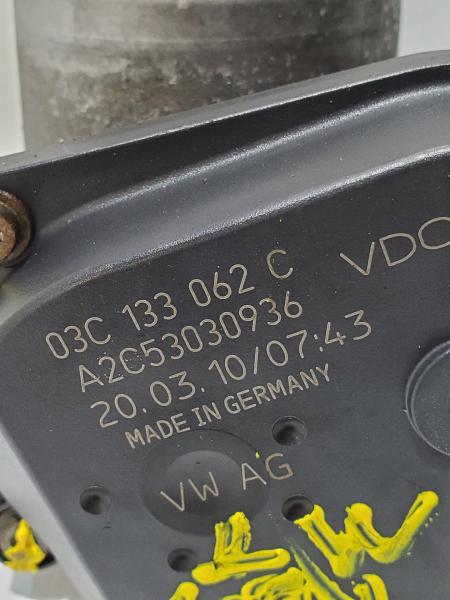 VDO
03C 133 062 C
A2C53030936
20.03.10/07:43
MADE IN GERMANY
VW AG